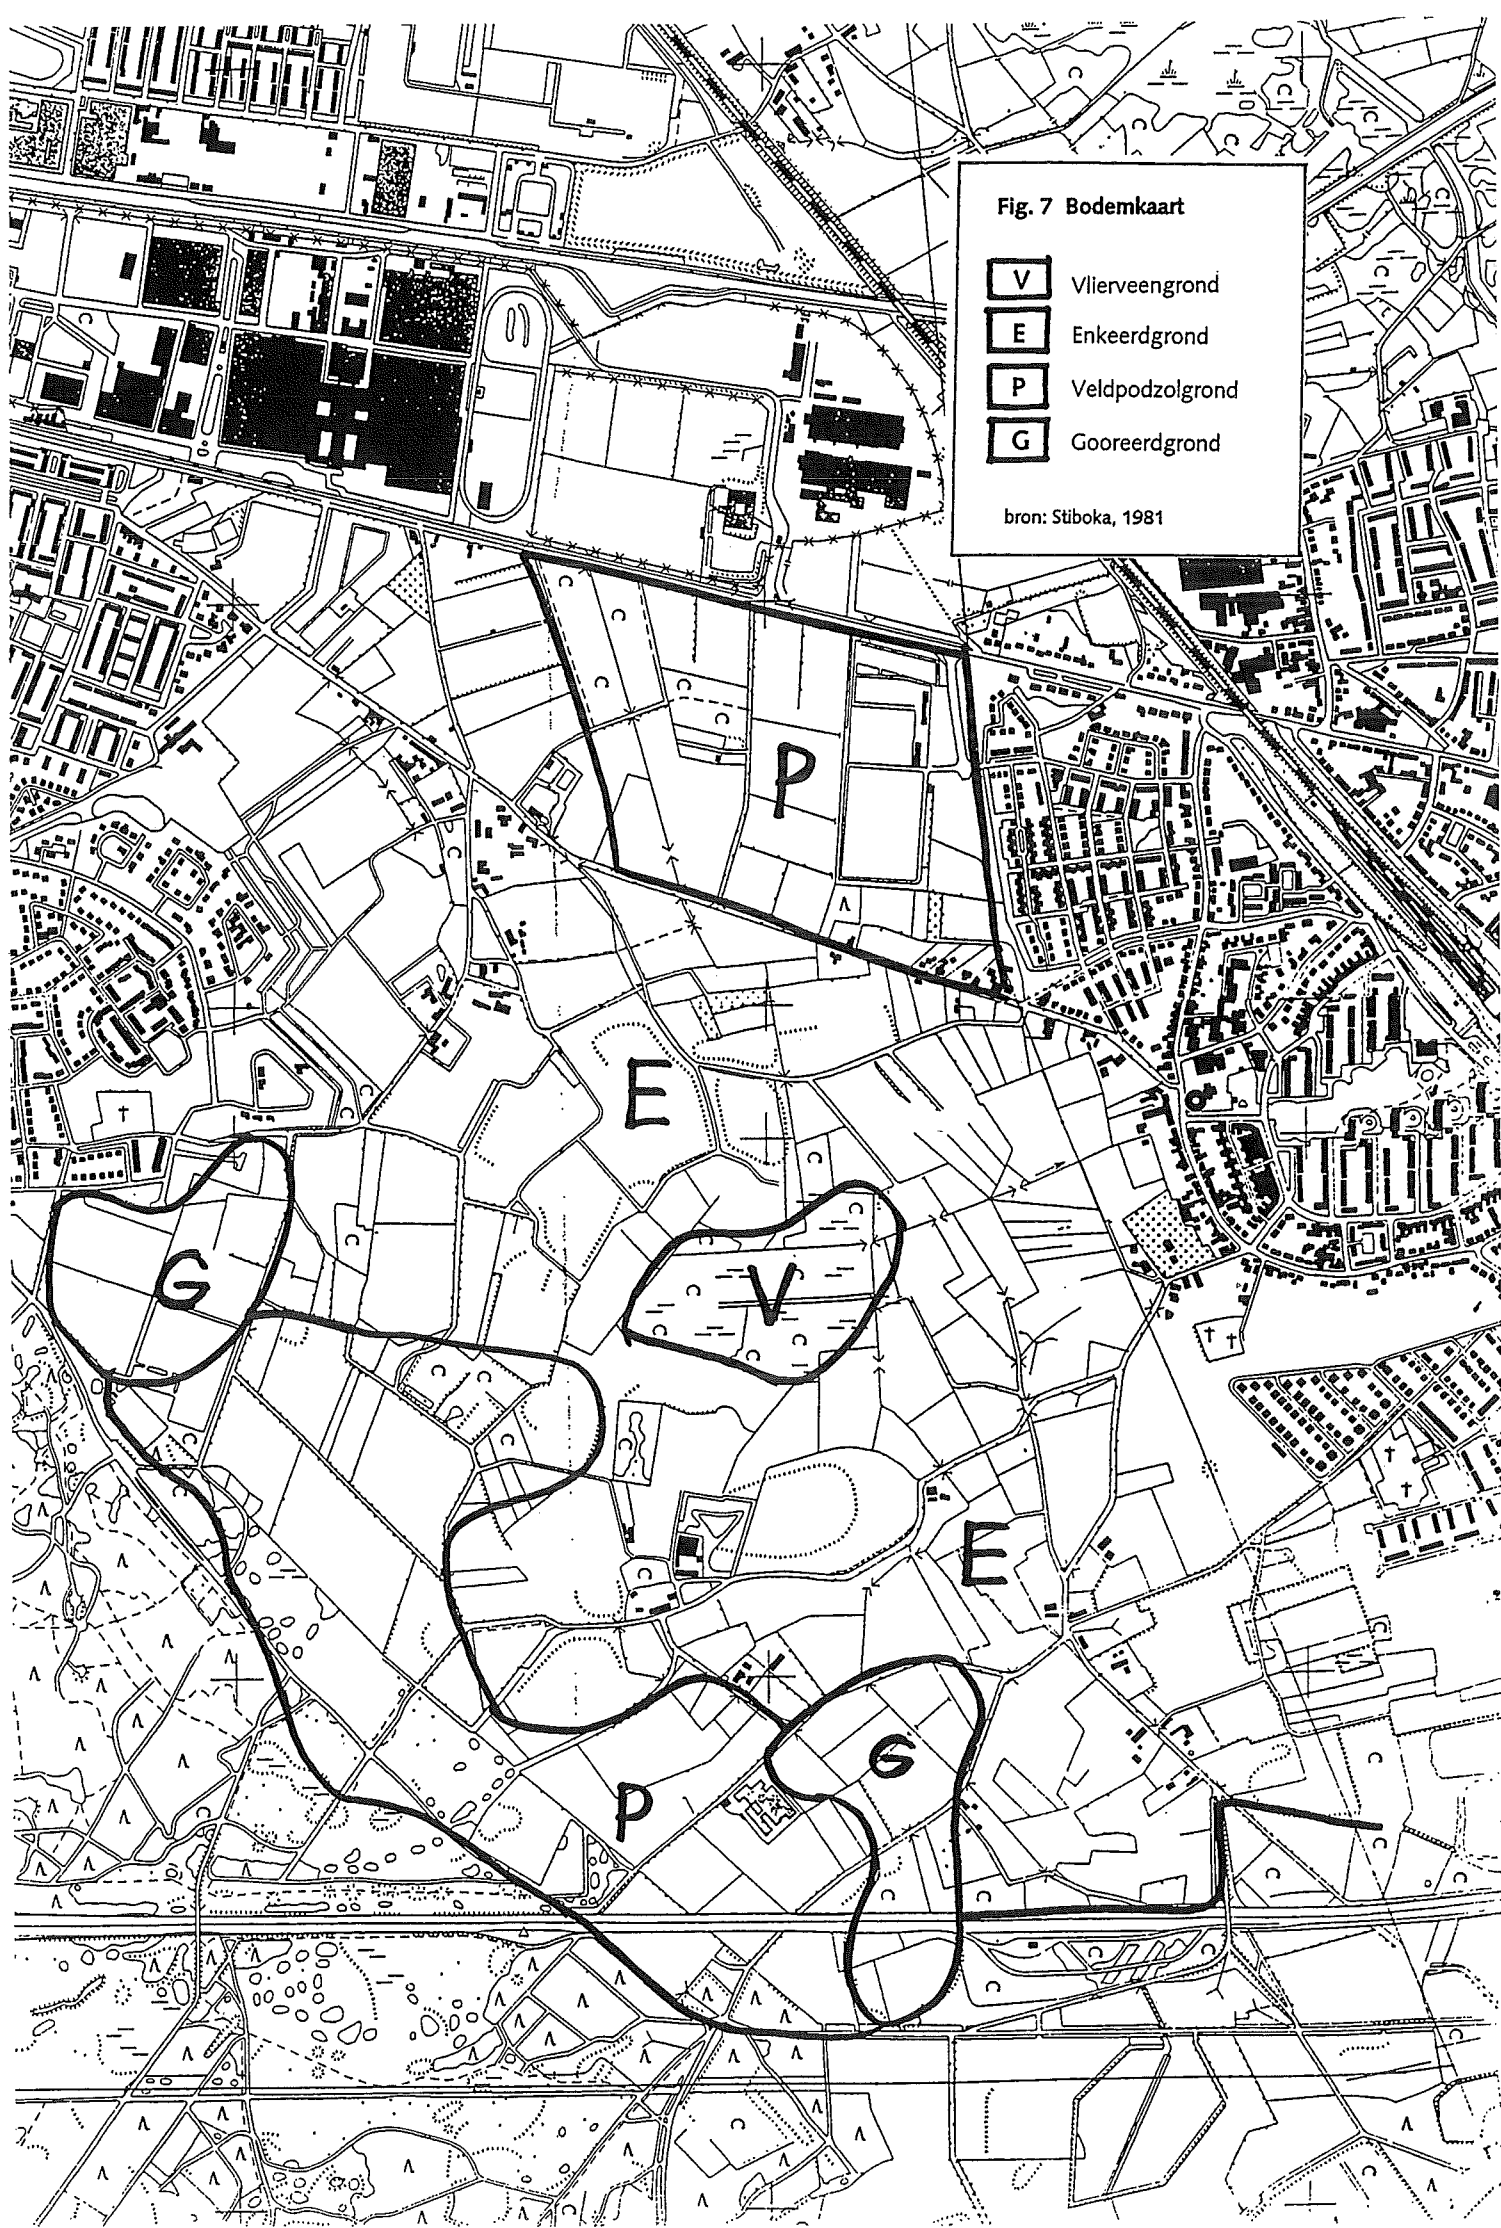 Fig. 7 Bodemkaart
V Vlierveengrond
E Enkeerdgrond
P Veldpodzolgrond
G Gooreerdgrond
bron: Stiboka, 1981
P
E
G
V
E
G
P